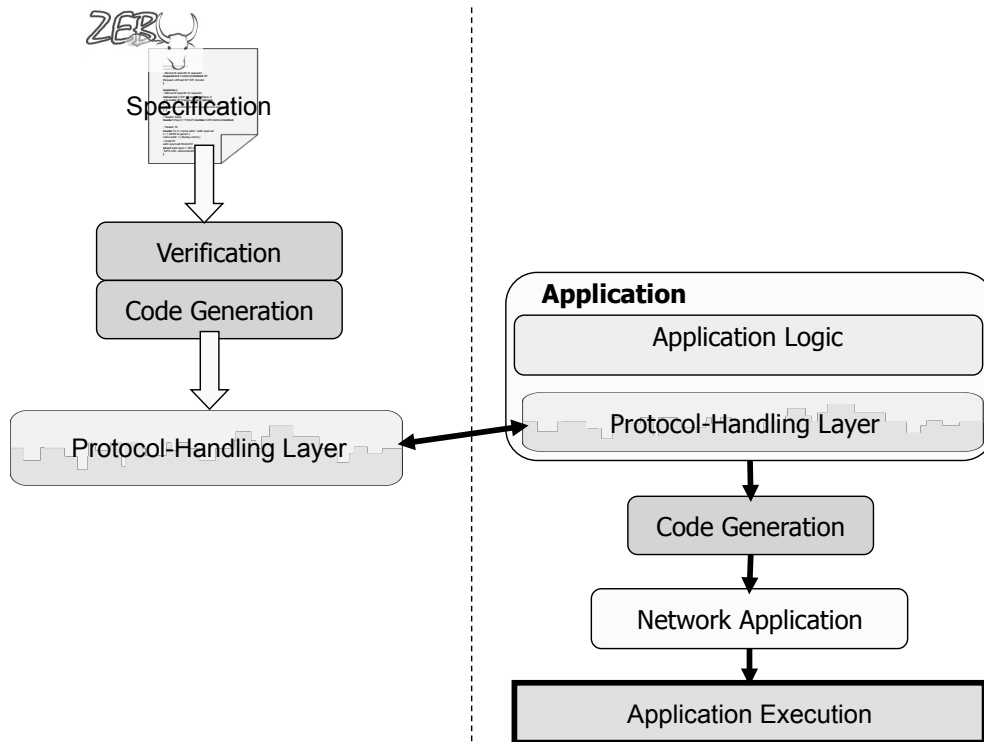 ZEBU
Specification
Verification
Code Generation
Protocol-Handling Layer
Application
Application Logic
Protocol-Handling Layer
Code Generation
Network Application
Application Execution